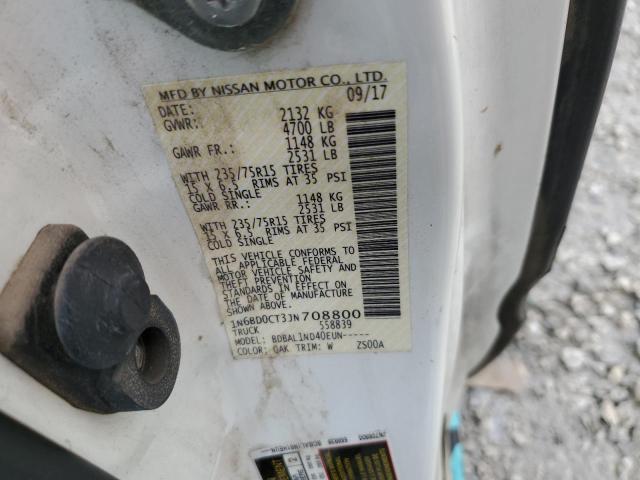 MFD BY NISSAN MOTOR CO., LTD.
DATE: 09/17
GVWR: 2132 KG
4700 LB
GAWR FR.: 1148 KG
2531 LB
WITH 235/75R15 TIRES
15 X 6.5 RIMS AT 35 PSI
COLD SINGLE
GAWR RR.: 1148 KG
2531 LB
WITH 235/75R15 TIRES
15 X 6.5 RIMS AT 35 PSI
COLD SINGLE
THIS VEHICLE CONFORMS TO
ALL APPLICABLE FEDERAL
MOTOR VEHICLE SAFETY AND
THEFT PREVENTION
STANDARDS IN EFFECT ON
THE DATE OF MANUFACTURE
SHOWN ABOVE.
1N6BD0CT3JN708800
TRUCK 558839
MODEL: BDBAL1ND40EUN-----
COLOR: QAK TRIM: W ZS00A